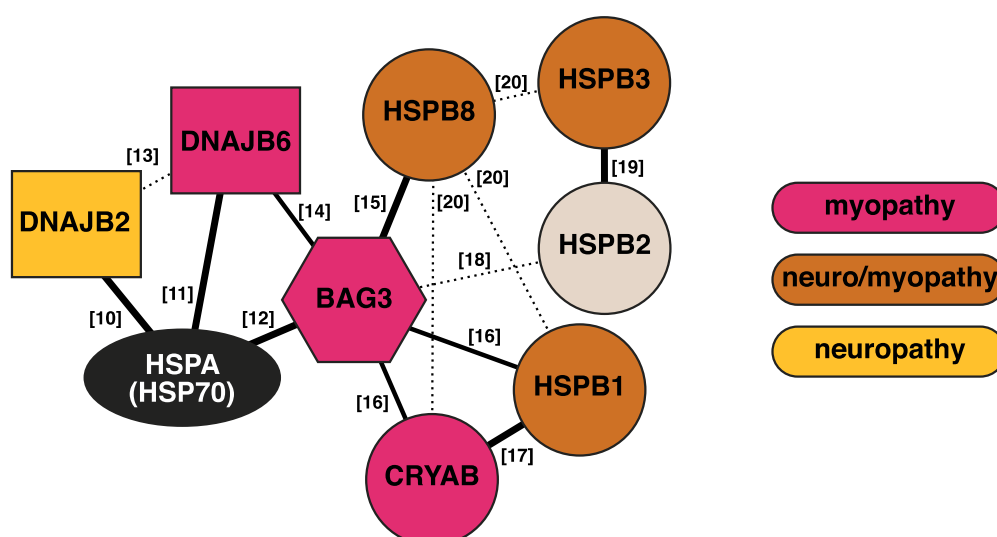 HSPB3
[20]
HSPB8
DNAJB6
[13]
[19]
[20]
[15]
[20]
[14]
myopathy
DNAJB2
HSPB2
[18]
neuro/myopathy
[11]
BAG3
[10]
[12]
[16]
neuropathy
HSPA
(HSP70)
HSPB1
[16]
[17]
CRYAB